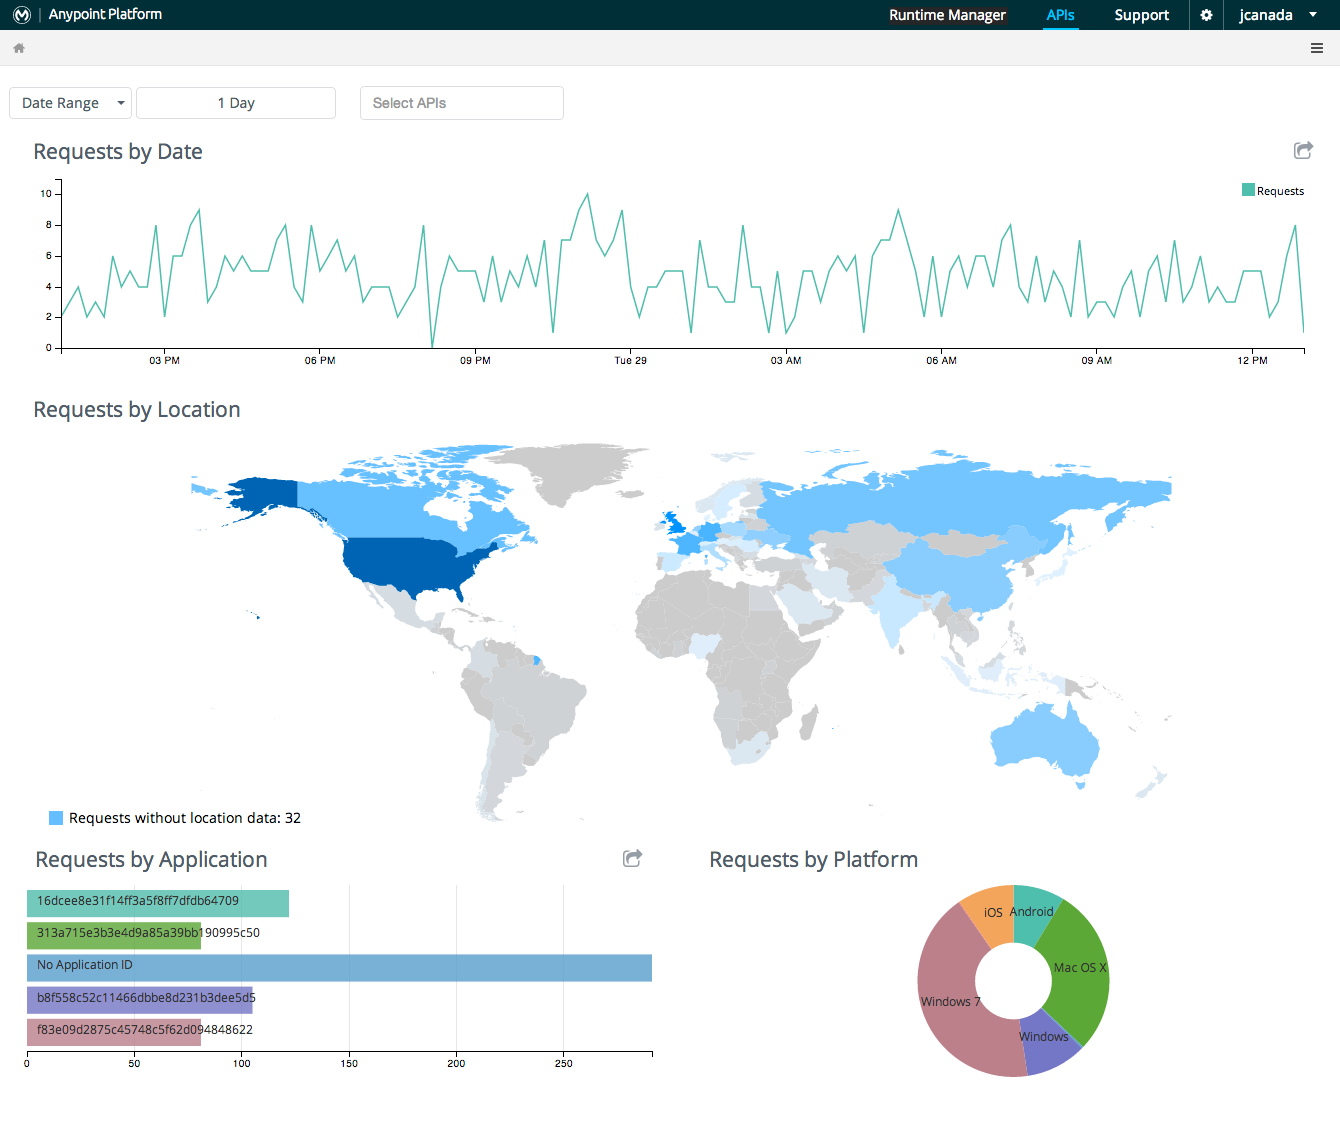 Anypoint Platform
Runtime Manager
APIs
Support
jcanada
Date Range
1 Day
Select APIs
Requests by Date
Requests
10
8
6
4
2
0
03 PM
06 PM
09 PM
Tue 29
03 AM
06 AM
09 AM
12 PM
Requests by Location
Requests without location data: 32
Requests by Application
16dcee8e31f14ff3a5f8ff7dfdb64709
313a715e3b3e4d9a85a39bb190995c50
No Application ID
b8f558c52c11466dbbe8d231b3dee5d5
f83e09d2875c45748c5f62d094848622
0
50
100
150
200
250
Requests by Platform
iOS
Android
Mac OS X
Windows 7
Windows